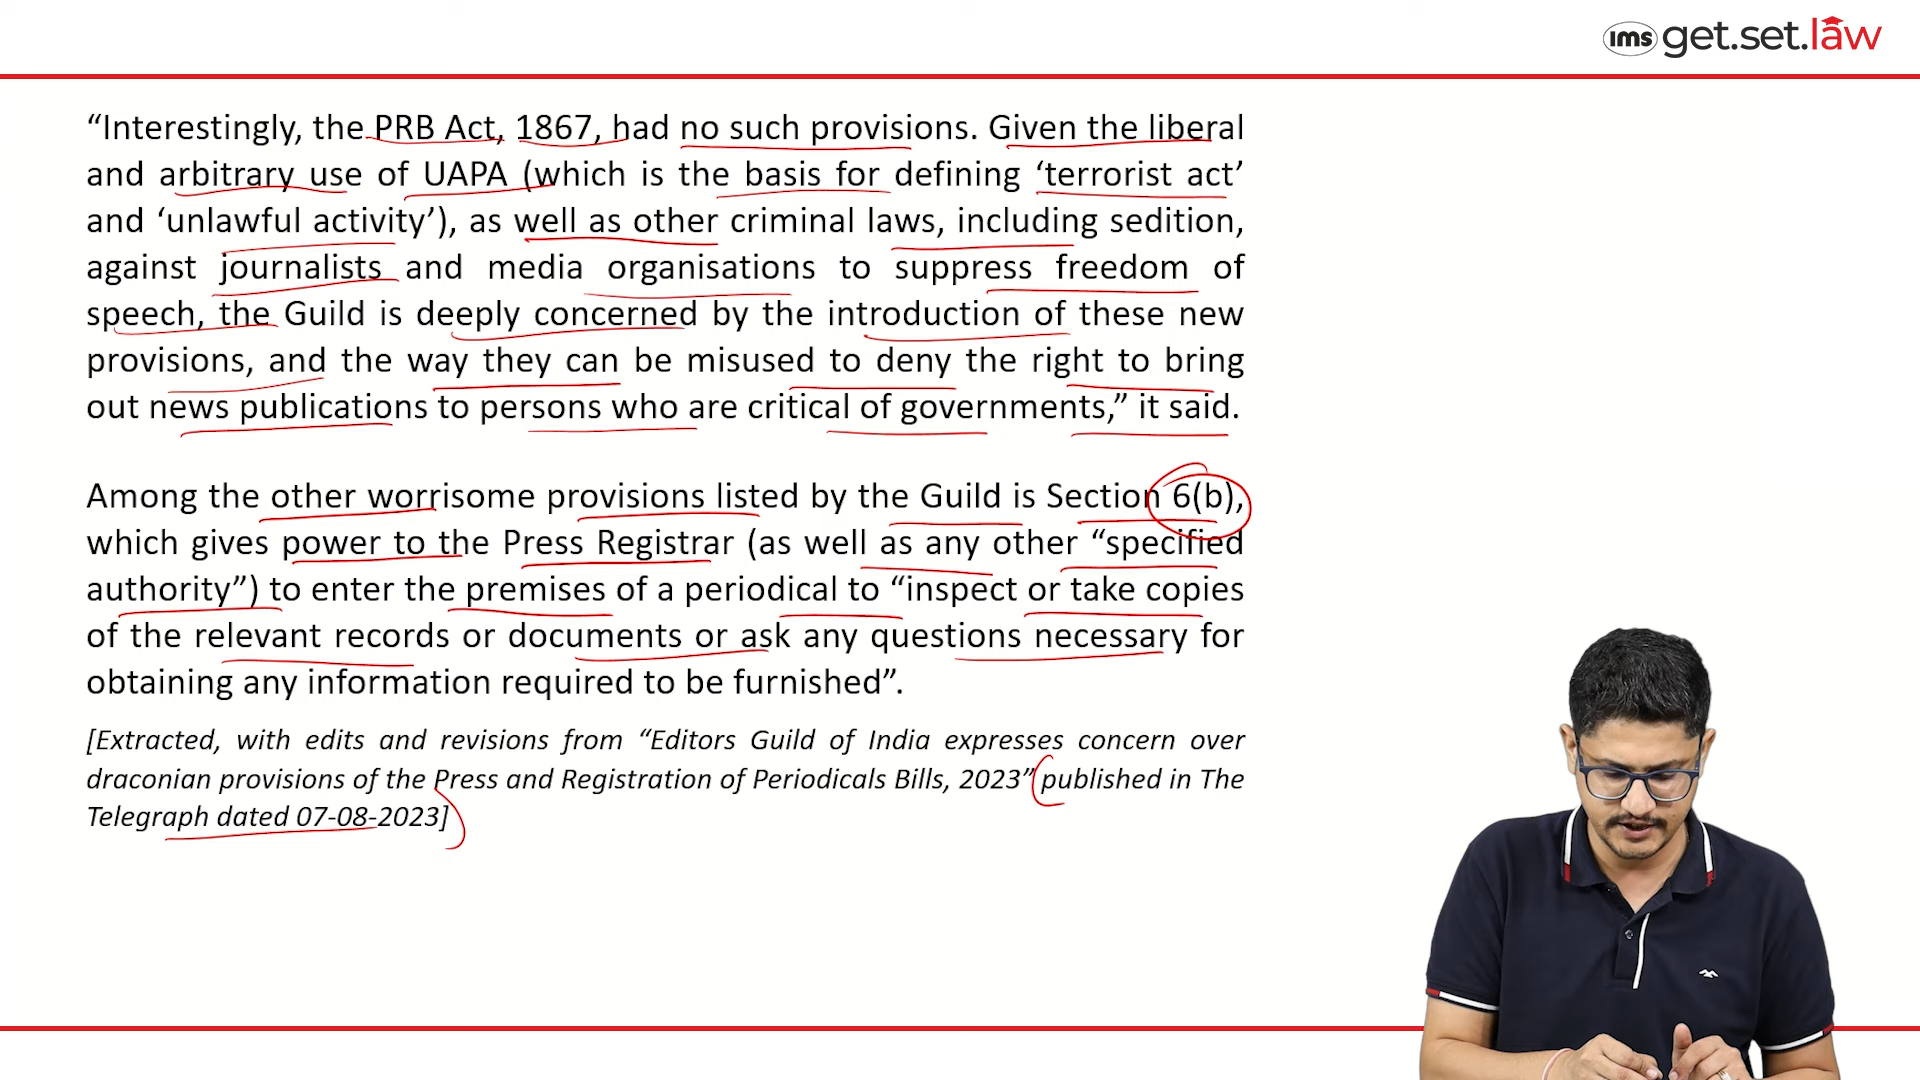 ims get.set.law
“Interestingly, the PRB Act, 1867, had no such provisions. Given the liberal
and arbitrary use of UAPA (which is the basis for defining ‘terrorist act’
and ‘unlawful activity’), as well as other criminal laws, including sedition,
against journalists and media organisations to suppress freedom of
speech, the Guild is deeply concerned by the introduction of these new
provisions, and the way they can be misused to deny the right to bring
out news publications to persons who are critical of governments,” it said.
Among the other worrisome provisions listed by the Guild is Section 6(b),
which gives power to the Press Registrar (as well as any other “specified
authority”) to enter the premises of a periodical to “inspect or take copies
of the relevant records or documents or ask any questions necessary for
obtaining any information required to be furnished”.
[Extracted, with edits and revisions from “Editors Guild of India expresses concern over
draconian provisions of the Press and Registration of Periodicals Bills, 2023” published in The
Telegraph dated 07-08-2023]